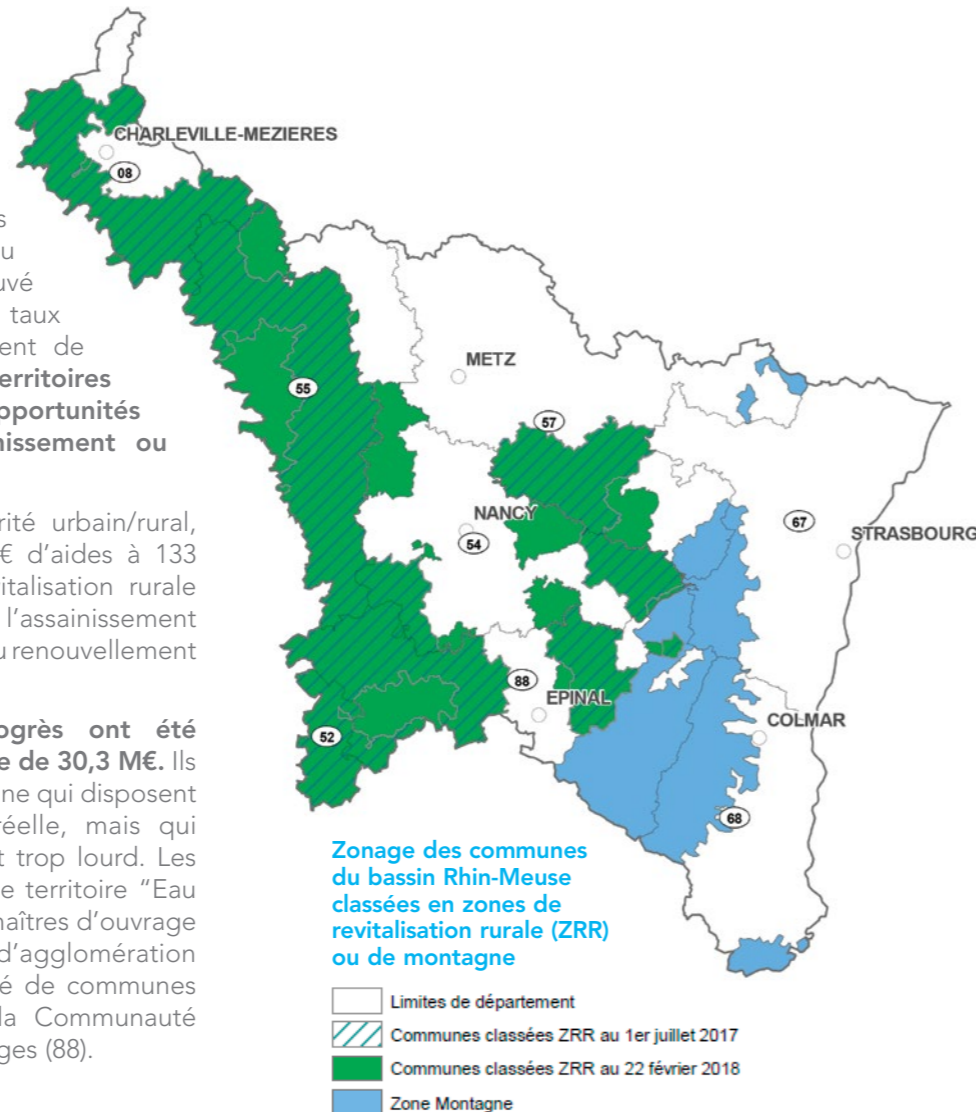 s
u
uvé
taux
ent de
erritoires
pportunités
nissement ou
rité urbain/rural,
€ d'aides à 133
vitalisation rurale
l'assainissement
u renouvellement
ogrès ont été
e de 30,3 M€. Ils
ne qui disposent
réelle, mais qui
t trop lourd. Les
e territoire “Eau
naîtres d'ouvrage
d'agglomération
é de communes
la Communauté
ges (88).
CHARLEVILLE-MEZIERES
08
METZ
55
57
NANCY
54
67
STRASBOURG
88
EPINAL
COLMAR
52
68
Zonage des communes
du bassin Rhin-Meuse
classées en zones de
revitalisation rurale (ZRR)
ou de montagne
Limites de département
Communes classées ZRR au 1er juillet 2017
Communes classées ZRR au 22 février 2018
Zone Montagne